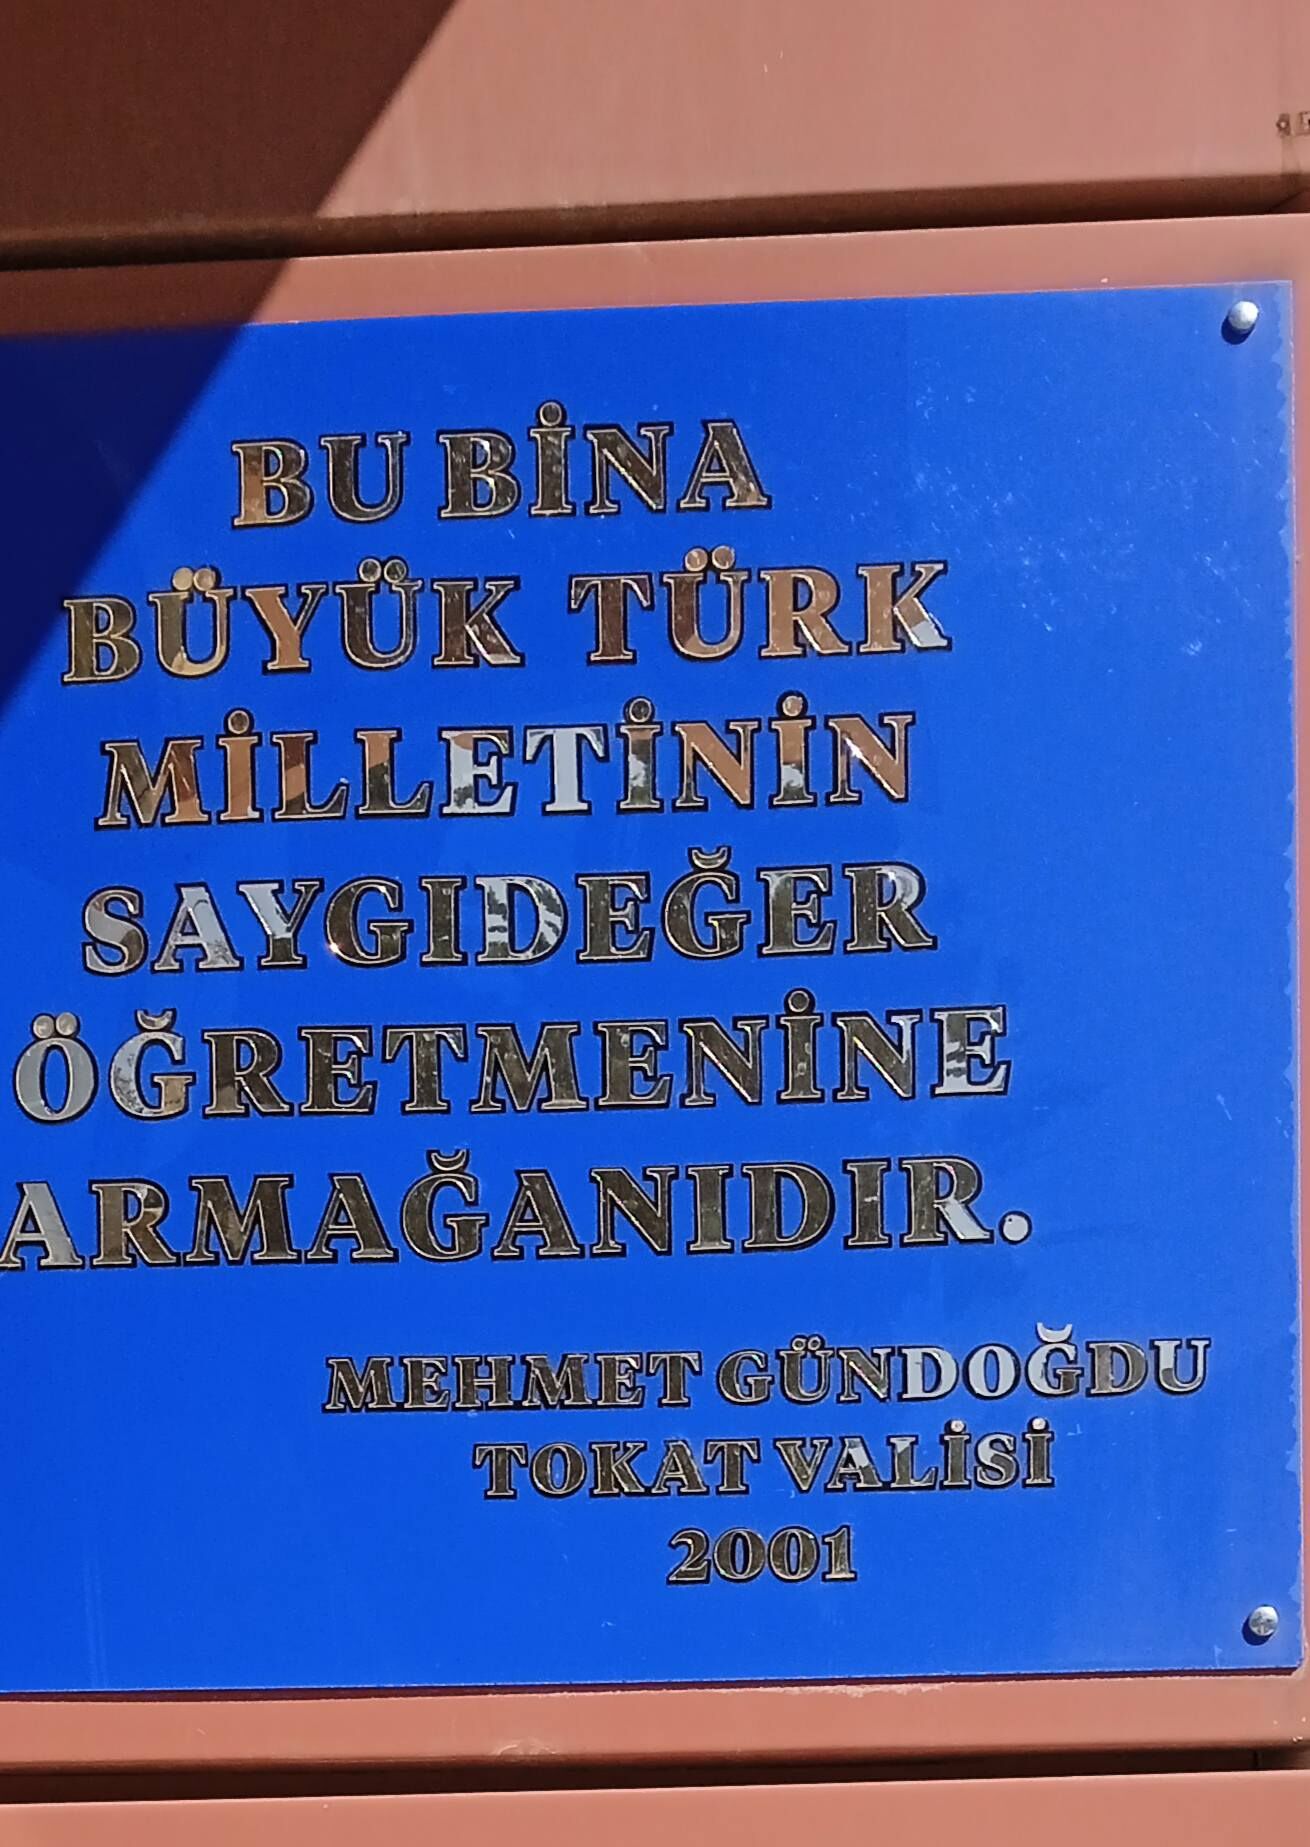 BU BİNA
BÜYÜK TÜRK
MİLLETİNİN
SAYGIDEĞER
ÖĞRETMENİNE
ARMAĞANIDIR.
MEHMET GÜNDOĞDU
TOKAT VALİSİ
2001